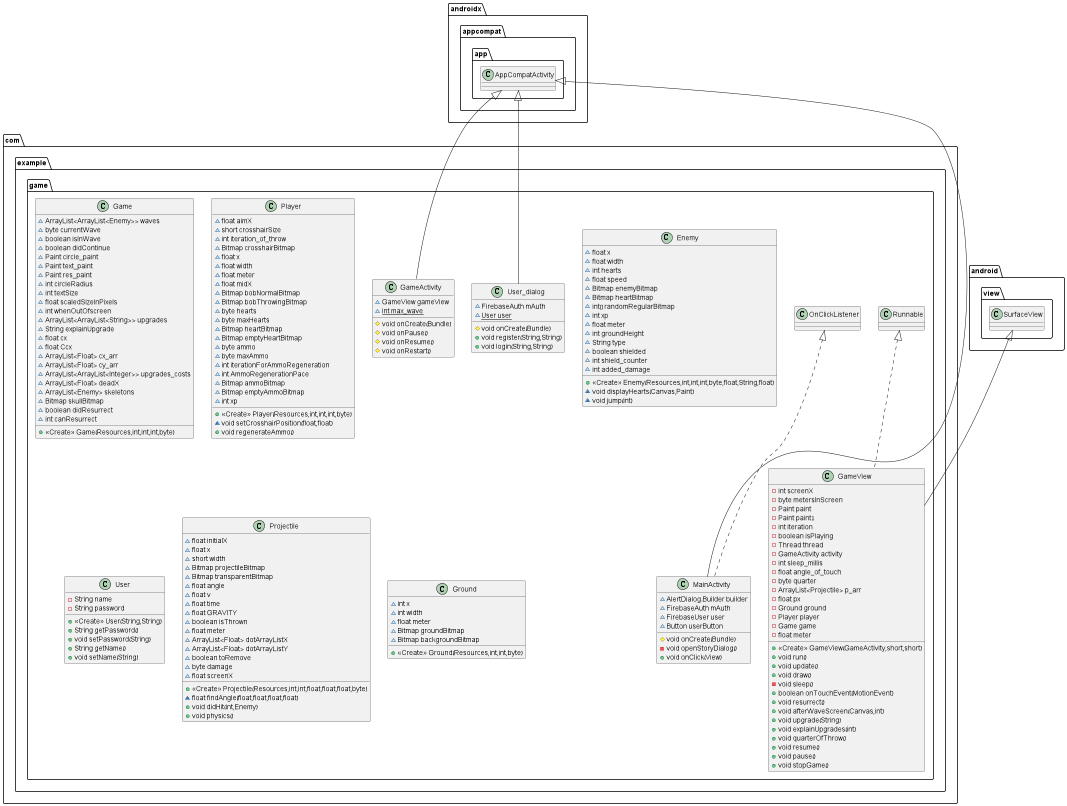 androidx
appcompat
app
C AppCompatActivity
com
example
game
C Game
ArrayList<ArrayList<Enemy>> waves
byte currentWave
boolean isInWave
boolean didContinue
Paint circle_paint
Paint text_paint
Paint res_paint
int circleRadius
int textSize
float scaledSizeInPixels
int whenOutOfscreen
ArrayList<ArrayList<String>> upgrades
String explainUpgrade
float cx
float Ccx
ArrayList<Float> cx_arr
ArrayList<Float> cy_arr
ArrayList<ArrayList<Integer>> upgrades_costs
ArrayList<Float> deadX
ArrayList<Enemy> skeletons
Bitmap skullBitmap
boolean didResurrect
int canResurrect
«Create» Game(Resources,int,int,int,byte)
C Player
float aimX
short crosshairSize
int iteration_of_throw
Bitmap crosshairBitmap
float x
float width
float meter
float midX
Bitmap bobNormalBitmap
Bitmap bobThrowingBitmap
byte hearts
byte maxHearts
Bitmap heartBitmap
Bitmap emptyHeartBitmap
byte ammo
byte maxAmmo
int iterationForAmmoRegeneration
int AmmoRegenerationPace
Bitmap ammoBitmap
Bitmap emptyAmmoBitmap
int xp
«Create» Player(Resources,int,int,int,byte)
void setCrosshairPosition(float,float)
void regenerateAmmo()
C GameActivity
GameView gameView
int max_wave
void onCreate(Bundle)
void onPause()
void onResume()
void onRestart()
C User_dialog
FirebaseAuth mAuth
User user
void onCreate(Bundle)
void register(String,String)
void login(String,String)
C Enemy
float x
float width
int hearts
float speed
Bitmap enemyBitmap
Bitmap heartBitmap
int[] randomRegularBitmap
int xp
float meter
int groundHeight
String type
boolean shielded
int shield_counter
int added_damage
«Create» Enemy(Resources,int,int,int,byte,float,String,float)
void displayHearts(Canvas,Paint)
void jump(int)
C OnClickListener
C Runnable
android
view
C SurfaceView
C User
String name
String password
«Create» User(String,String)
String getPassword()
void setPassword(String)
String getName()
void setName(String)
C Projectile
float initialX
float x
short width
Bitmap projectileBitmap
Bitmap transparentBitmap
float angle
float v
float time
float GRAVITY
boolean isThrown
float meter
ArrayList<Float> dotArrayListX
ArrayList<Float> dotArrayListY
boolean toRemove
byte damage
float screenX
«Create» Projectile(Resources,int,int,float,float,float,byte)
float findAngle(float,float,float,float)
void didHit(int,Enemy)
void physics()
C Ground
int x
int width
float meter
Bitmap groundBitmap
Bitmap backgroundBitmap
«Create» Ground(Resources,int,int,byte)
C MainActivity
AlertDialog.Builder builder
FirebaseAuth mAuth
FirebaseUser user
Button userButton
void onCreate(Bundle)
void openStoryDialog()
void onClick(View)
C GameView
int screenX
byte metersInScreen
Paint paint
Paint paint1
int iteration
boolean isPlaying
Thread thread
GameActivity activity
int sleep_millis
float angle_of_touch
byte quarter
ArrayList<Projectile> p_arr
float px
Ground ground
Player player
Game game
float meter
«Create» GameView(GameActivity,short,short)
void run()
void update()
void draw()
void sleep()
boolean onTouchEvent(MotionEvent)
void resurrect()
void afterWaveScreen(Canvas,int)
void upgrade(String)
void explainUpgrades(int)
void quarterOfThrow()
void resume()
void pause()
void stopGame()